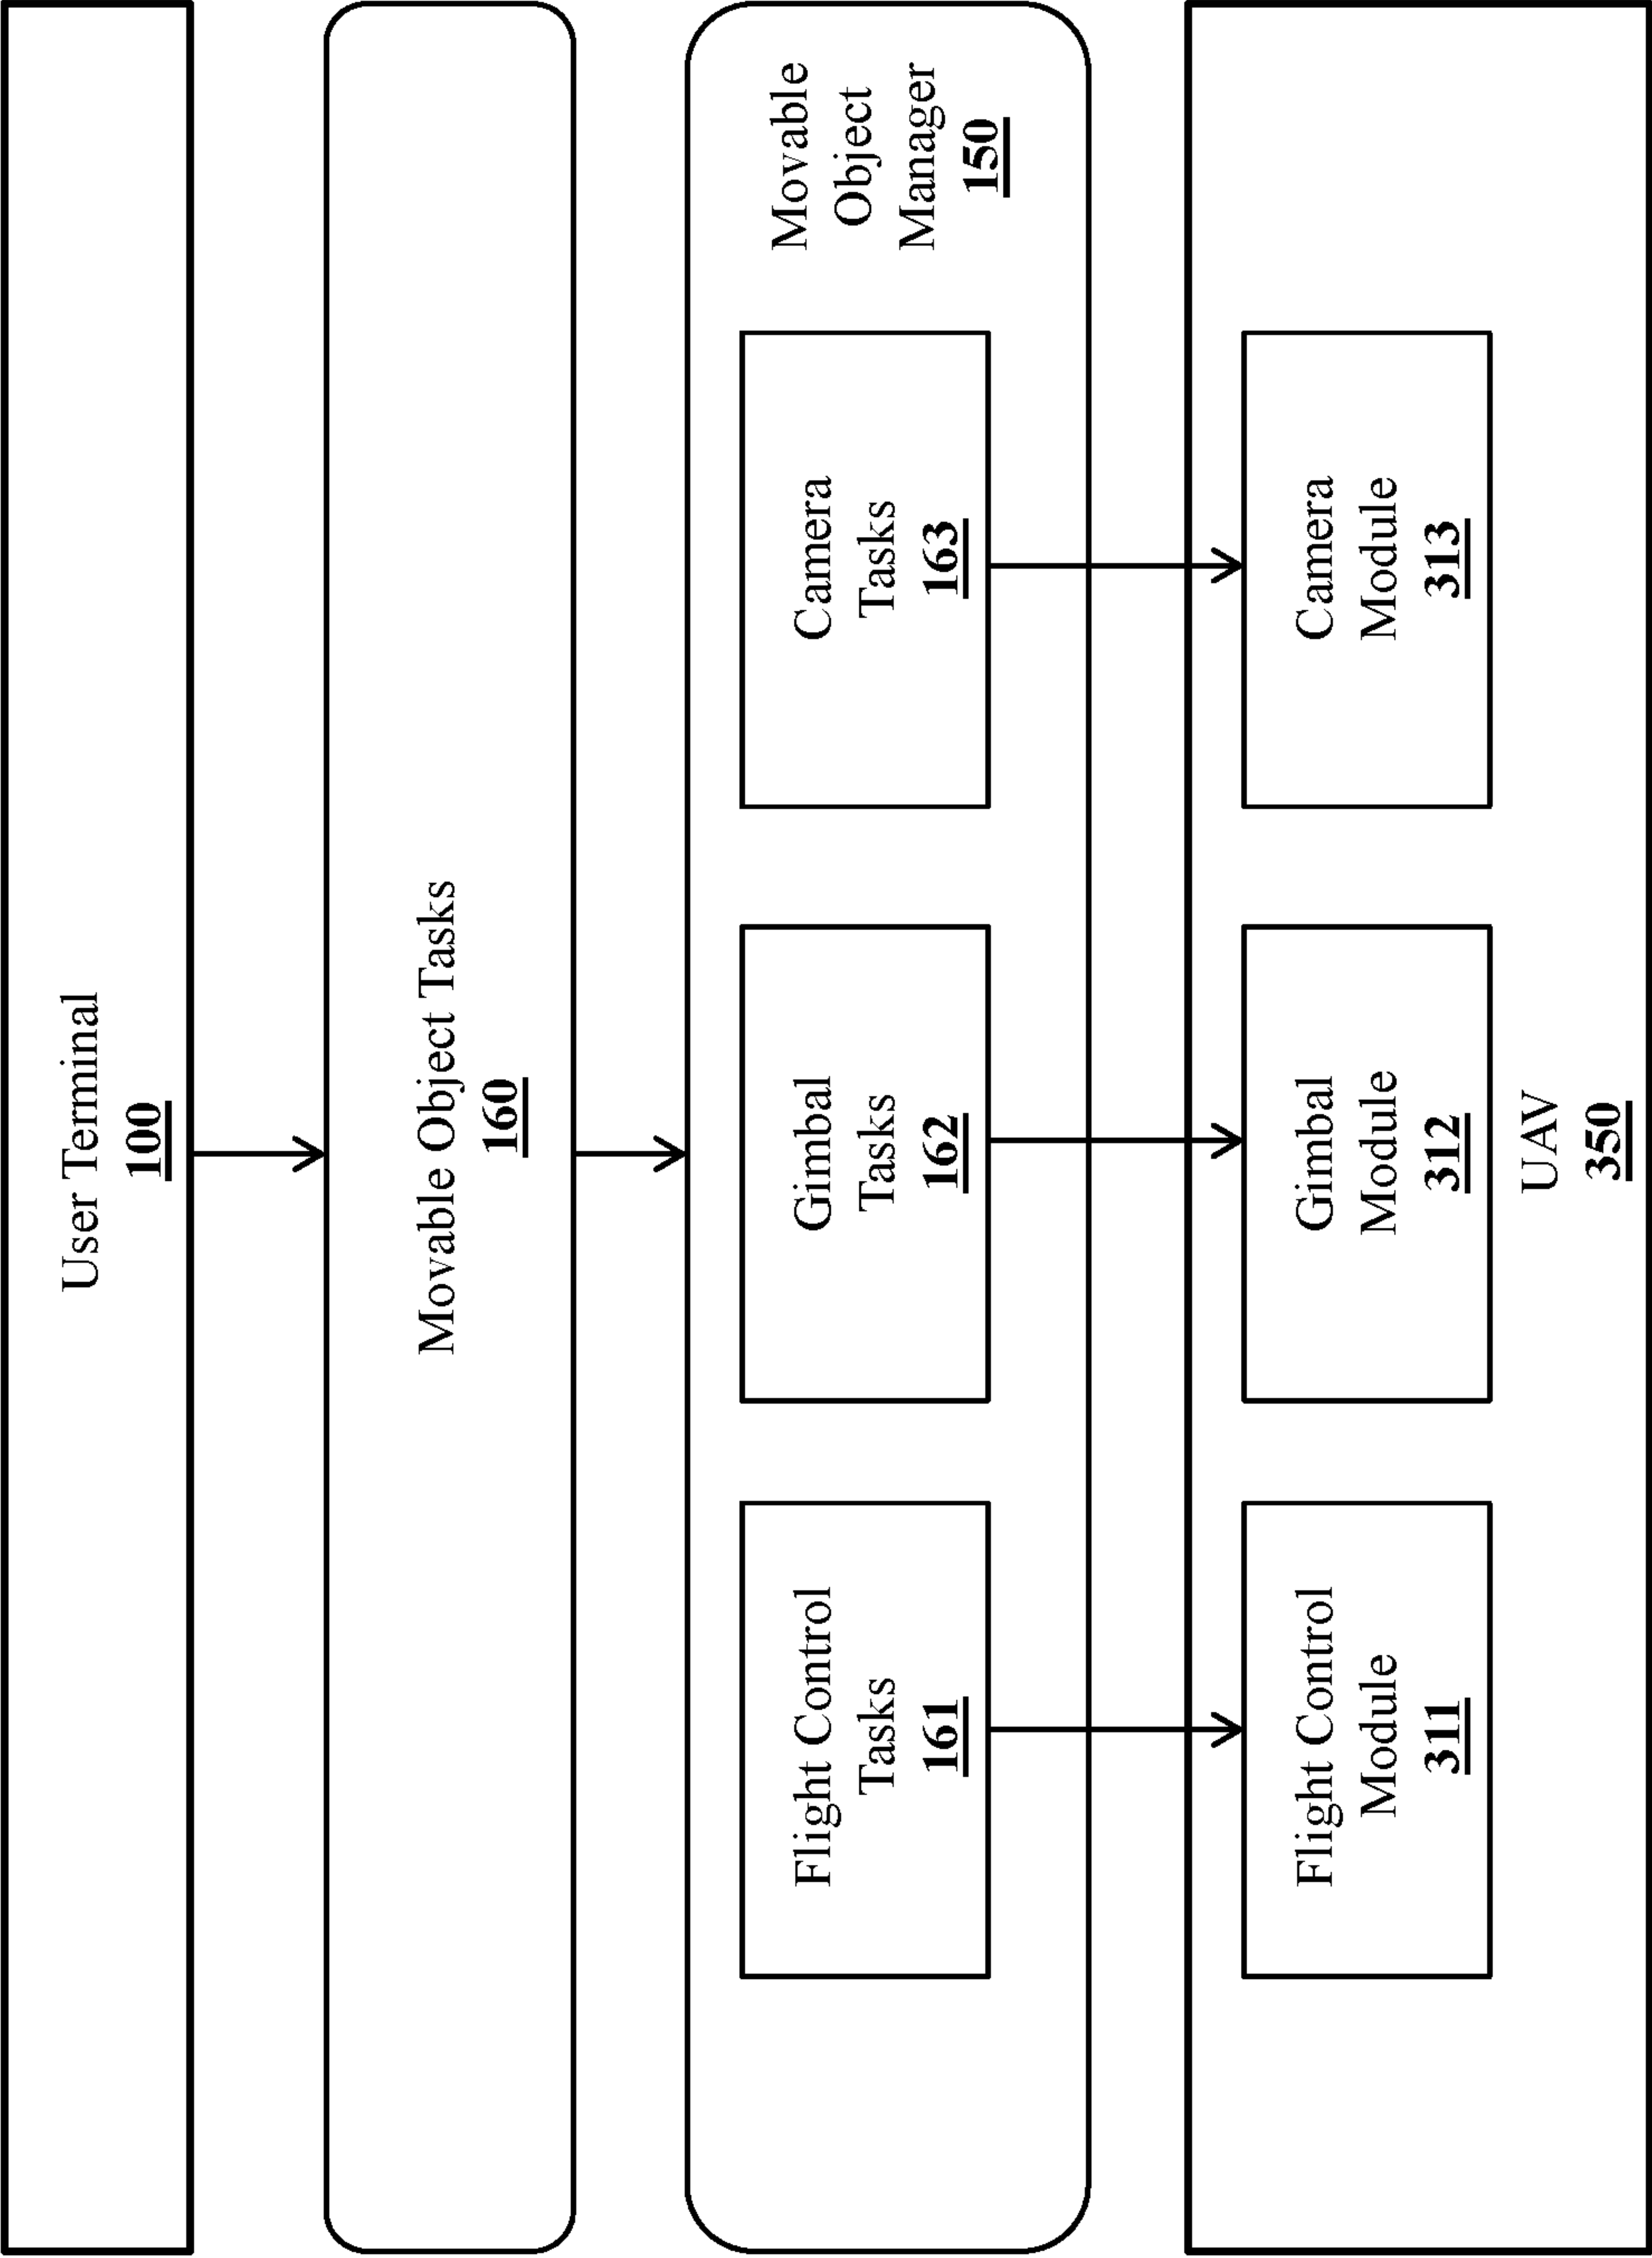 User Terminal
100
Movable Object Tasks
160
Flight Control
Tasks
161
Gimbal
Tasks
162
Camera
Tasks
163
Movable
Object
Manager
150
Flight Control
Module
311
Gimbal
Module
312
Camera
Module
313
UAV
350